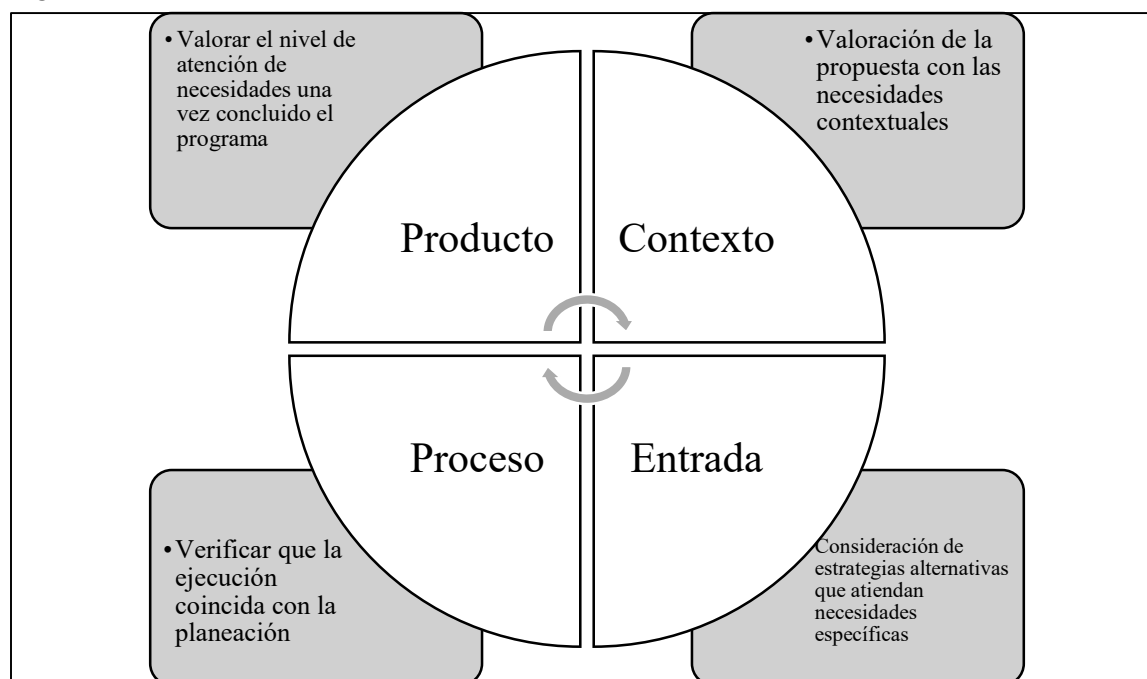 • Valorar el nivel de
atención de
necesidades una
vez concluido el
programa
• Valoración de la
propuesta con las
necesidades
contextuales
Producto
Contexto
Proceso
Entrada
• Verificar que la
ejecución
coincida con la
planeación
Consideración de
estrategias alternativas
que atiendan
necesidades
específicas